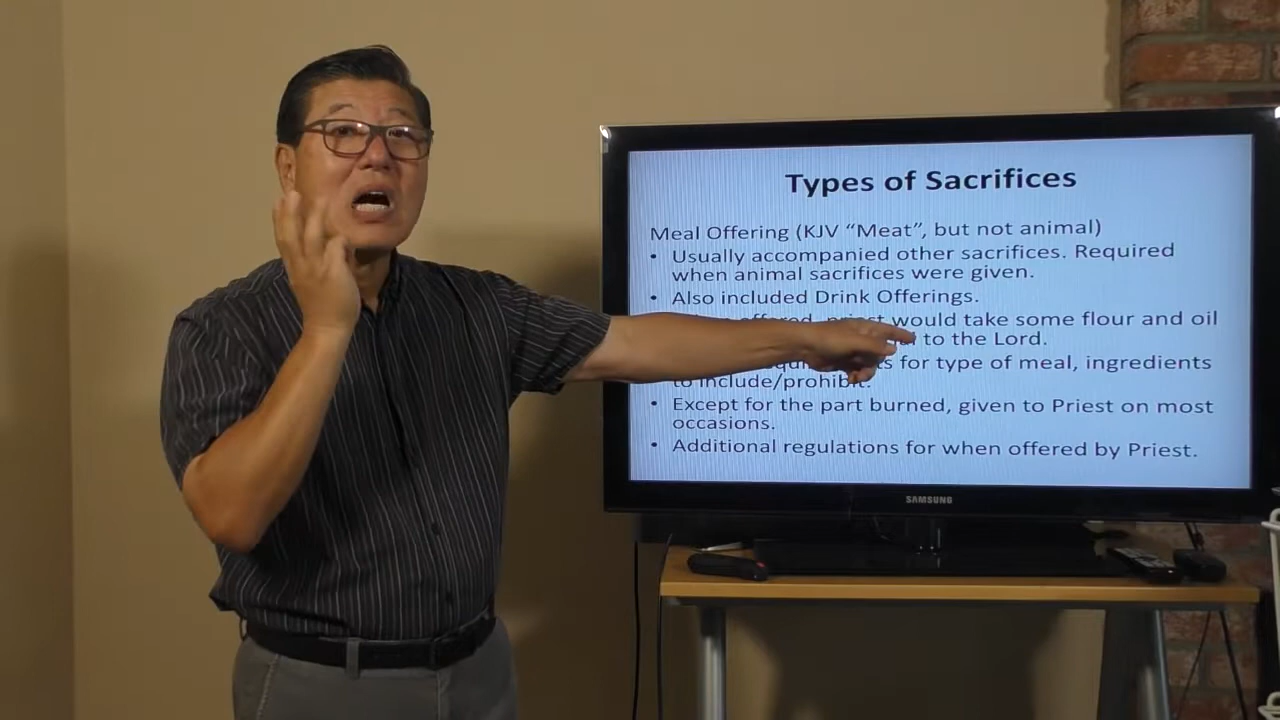 Types of Sacrifices
Meal Offering (KJV “Meat”, but not animal)
• Usually accompanied other sacrifices. Required
when animal sacrifices were given.
• Also included Drink Offerings.
offered, priest would take some flour and oil
to the Lord.
for type of meal, ingredients
to include/prohibit.
• Except for the part burned, given to Priest on most
occasions.
• Additional regulations for when offered by Priest.
SAMSUNG